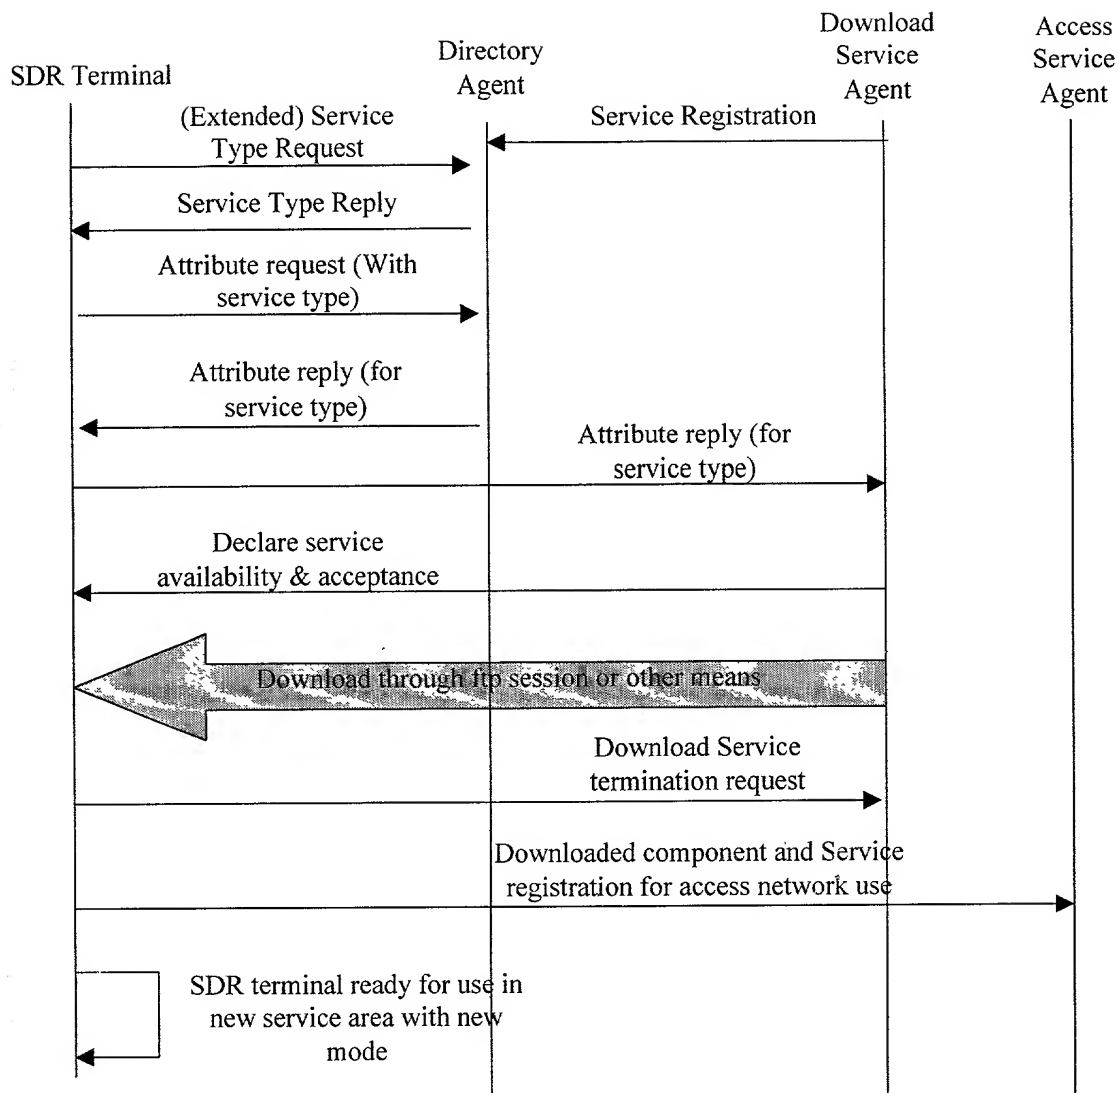 SDR Terminal
Directory
Agent
Download
Service
Agent
Access
Service
Agent
(Extended) Service
Type Request
Service Registration
Service Type Reply
Attribute request (With
service type)
Attribute reply (for
service type)
Attribute reply (for
service type)
Declare service
availability & acceptance
Download through ftp session or other means
Download Service
termination request
Downloaded component and Service
registration for access network use
SDR terminal ready for use in
new service area with new
mode